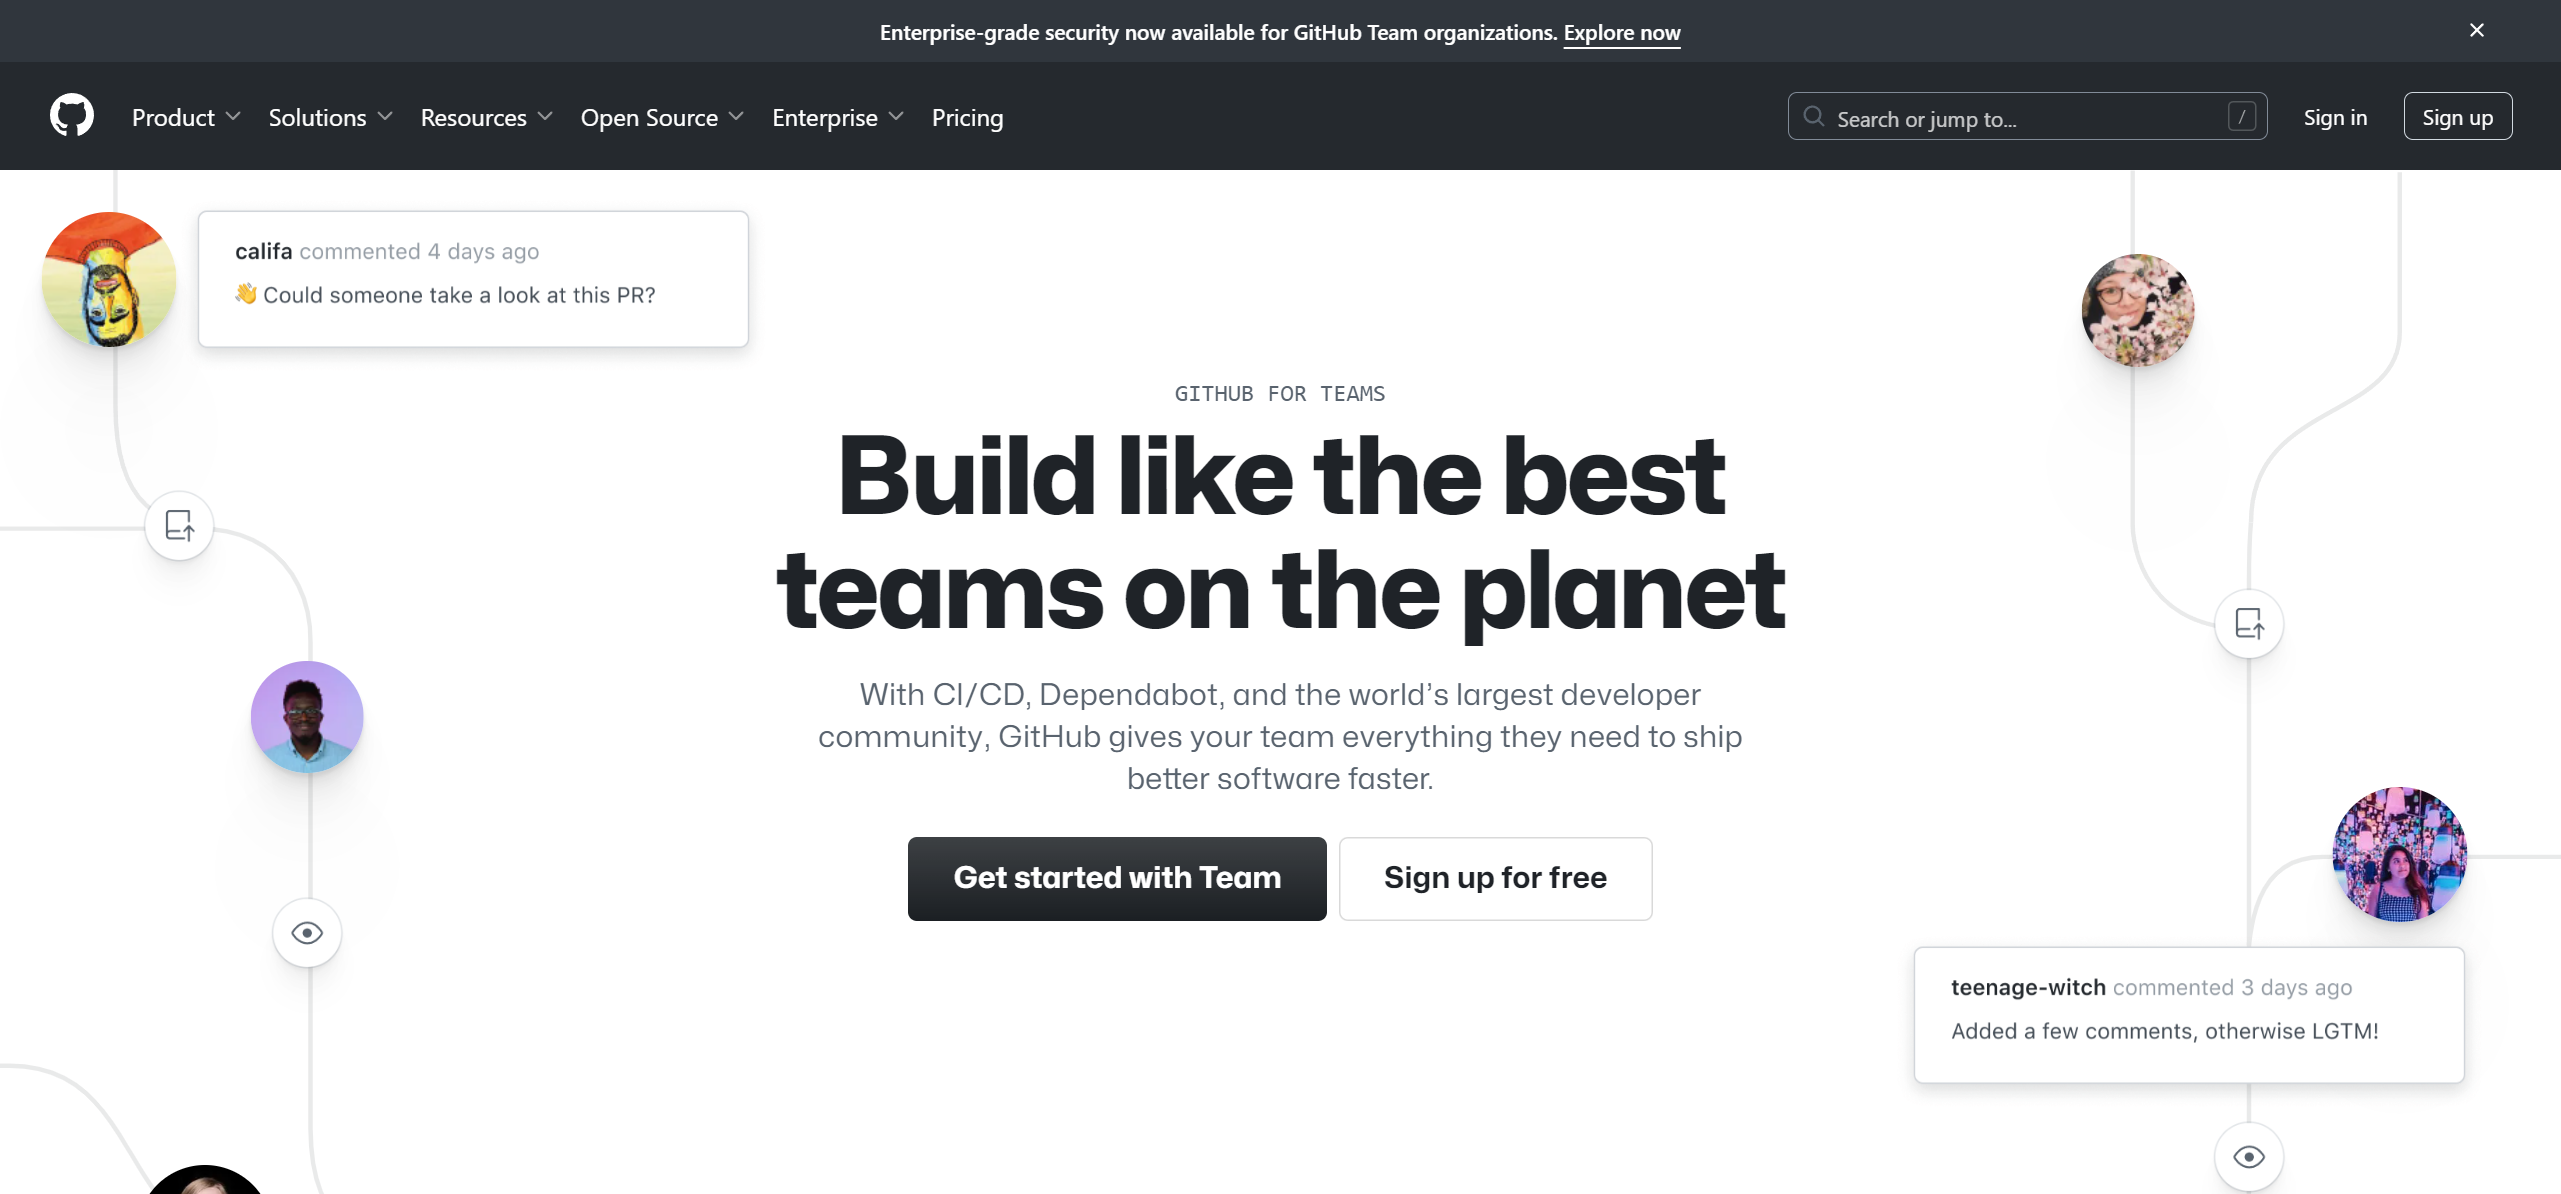 Enterprise-grade security now available for GitHub Team organizations. Explore now
Product
Solutions
Resources
Open Source
Enterprise
Pricing
Search or jump to...
/
Sign in
Sign up
califa commented 4 days ago
👋 Could someone take a look at this PR?
GITHUB FOR TEAMS
Build like the best
teams on the planet
With CI/CD, Dependabot, and the world’s largest developer
community, GitHub gives your team everything they need to ship
better software faster.
Get started with Team
Sign up for free
teenage-witch commented 3 days ago
Added a few comments, otherwise LGTM!